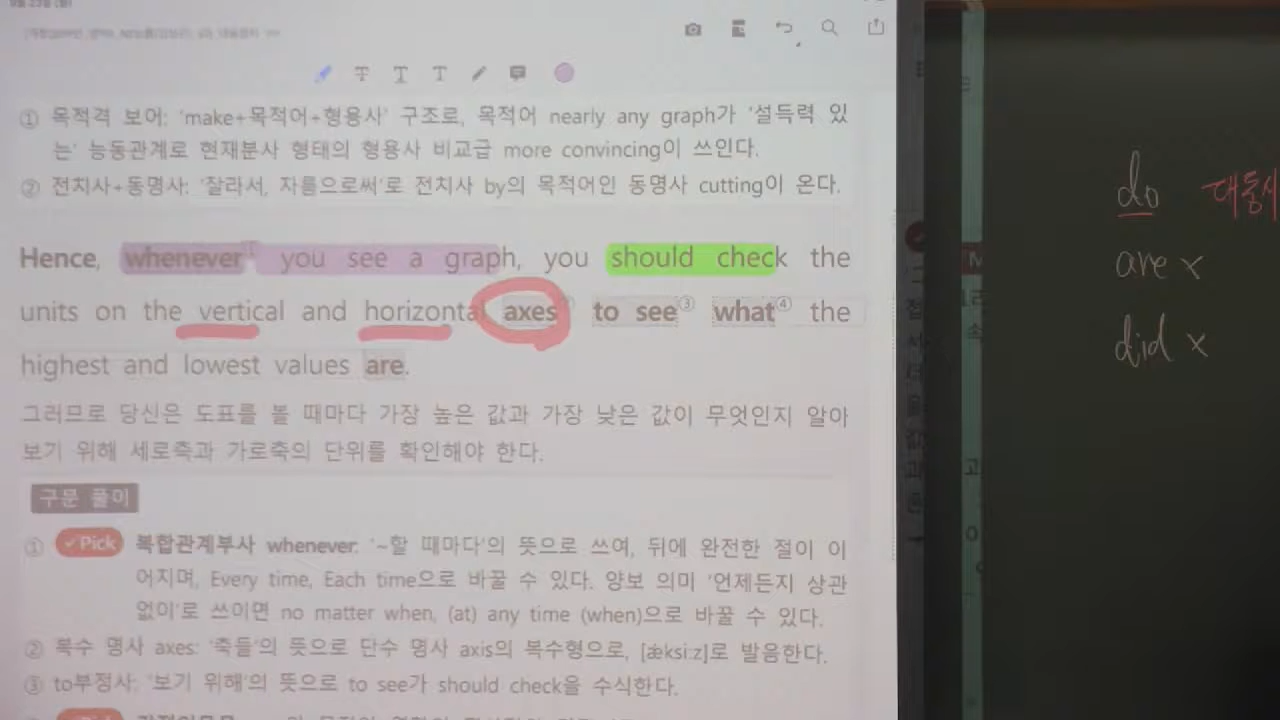 ① 목적격 보어: 'make+목적어+형용사' 구조로, 목적어 nearly any graph가 '설득력 있
는' 능동관계로 현재분사 형태의 형용사 비교급 more convincing이 쓰인다.
② 전치사+동명사: '잘라서, 자름으로써'로 전치사 by의 목적어인 동명사 cutting이 온다.
Hence, whenever① you see a graph, you should check the
units on the vertical and horizontal axes② to see③ what④ the
highest and lowest values are.
그러므로 당신은 도표를 볼 때마다 가장 높은 값과 가장 낮은 값이 무엇인지 알아
보기 위해 세로축과 가로축의 단위를 확인해야 한다.
구문 풀이
① ✓Pick 복합관계부사 whenever: '~할 때마다'의 뜻으로 쓰여, 뒤에 완전한 절이 이
어지며, Every time, Each time으로 바꿀 수 있다. 양보 의미 '언제든지 상관
없이'로 쓰이면 no matter when, (at) any time (when)으로 바꿀 수 있다.
② 복수 명사 axes: '축들'의 뜻으로 단수 명사 axis의 복수형으로, [ǽksi:z]로 발음한다.
③ to부정사: '보기 위해'의 뜻으로 to see가 should check을 수식한다.
do 대동사
are x
did x